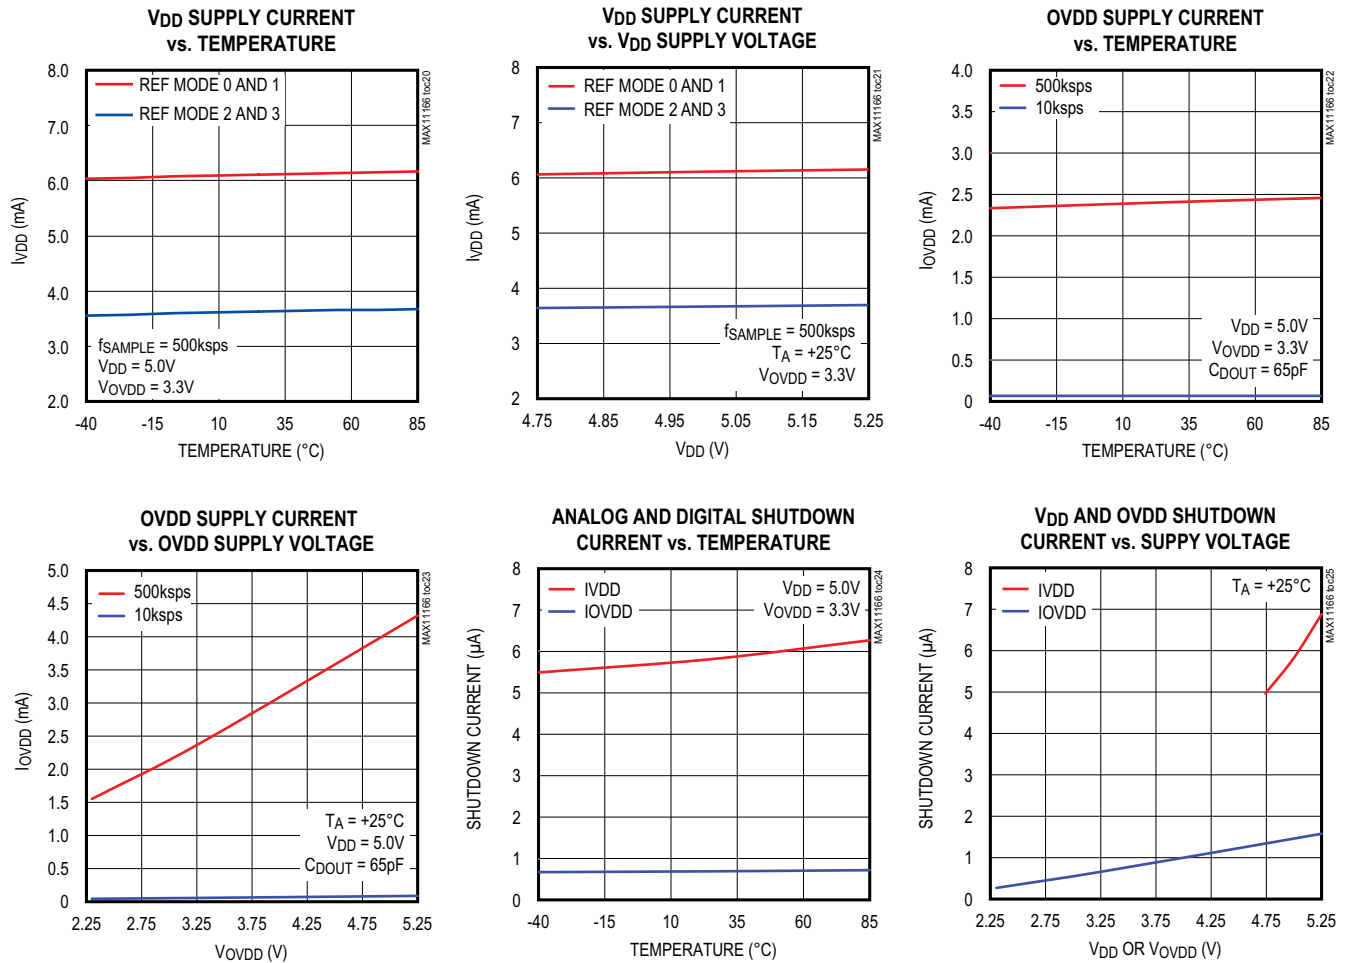 VDD SUPPLY CURRENT
vs. TEMPERATURE
8.0
7.0
6.0
5.0
4.0
3.0
2.0
IVDD (mA)
REF MODE 0 AND 1
REF MODE 2 AND 3
fSAMPLE = 500ksps
VDD = 5.0V
VOVDD = 3.3V
MAX11166 toc20
-40 -15 10 35 60 85
TEMPERATURE (°C)
VDD SUPPLY CURRENT
vs. VDD SUPPLY VOLTAGE
8
7
6
5
4
3
2
IVDD (mA)
REF MODE 0 AND 1
REF MODE 2 AND 3
fSAMPLE = 500ksps
TA = +25°C
VOVDD = 3.3V
MAX11166 toc21
4.75 4.85 4.95 5.05 5.15 5.25
VDD (V)
OVDD SUPPLY CURRENT
vs. TEMPERATURE
4.0
3.5
3.0
2.5
2.0
1.5
1.0
0.5
0
IOVDD (mA)
500ksps
10ksps
VDD = 5.0V
VOVDD = 3.3V
CDOUT = 65pF
MAX11166 toc22
-40 -15 10 35 60 85
TEMPERATURE (°C)
OVDD SUPPLY CURRENT
vs. OVDD SUPPLY VOLTAGE
5.0
4.5
4.0
3.5
3.0
2.5
2.0
1.5
1.0
0.5
0
IOVDD (mA)
500ksps
10ksps
TA = +25°C
VDD = 5.0V
CDOUT = 65pF
MAX11166 toc23
2.25 2.75 3.25 3.75 4.25 4.75 5.25
VOVDD (V)
ANALOG AND DIGITAL SHUTDOWN
CURRENT vs. TEMPERATURE
8
7
6
5
4
3
2
1
0
SHUTDOWN CURRENT (µA)
IVDD
IOVDD
VDD = 5.0V
VOVDD = 3.3V
MAX11166 toc24
-40 -15 10 35 60 85
TEMPERATURE (°C)
VDD AND OVDD SHUTDOWN
CURRENT vs. SUPPY VOLTAGE
8
7
6
5
4
3
2
1
0
SHUTDOWN CURRENT (µA)
IVDD
IOVDD
TA = +25°C
MAX11166 toc25
2.25 2.75 3.25 3.75 4.25 4.75 5.25
VDD OR VOVDD (V)